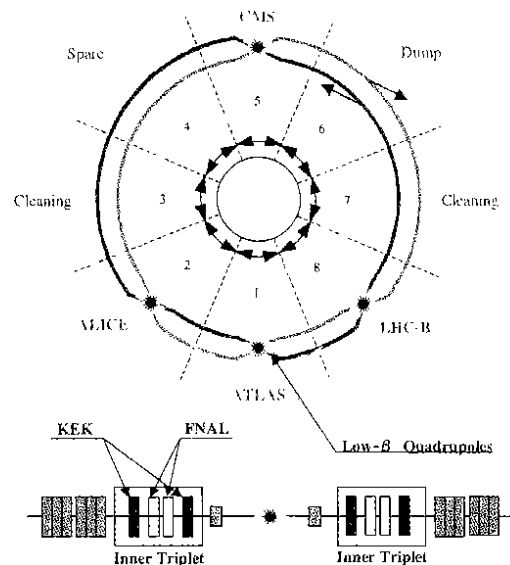 CMS
Spare
Dump
5
4
6
Cleaning
3
7
Cleaning
2
8
1
ALICE
LHC-B
ATLAS
KEK
FNAL
Low-β Quadrupoles
Inner Triplet
Inner Triplet